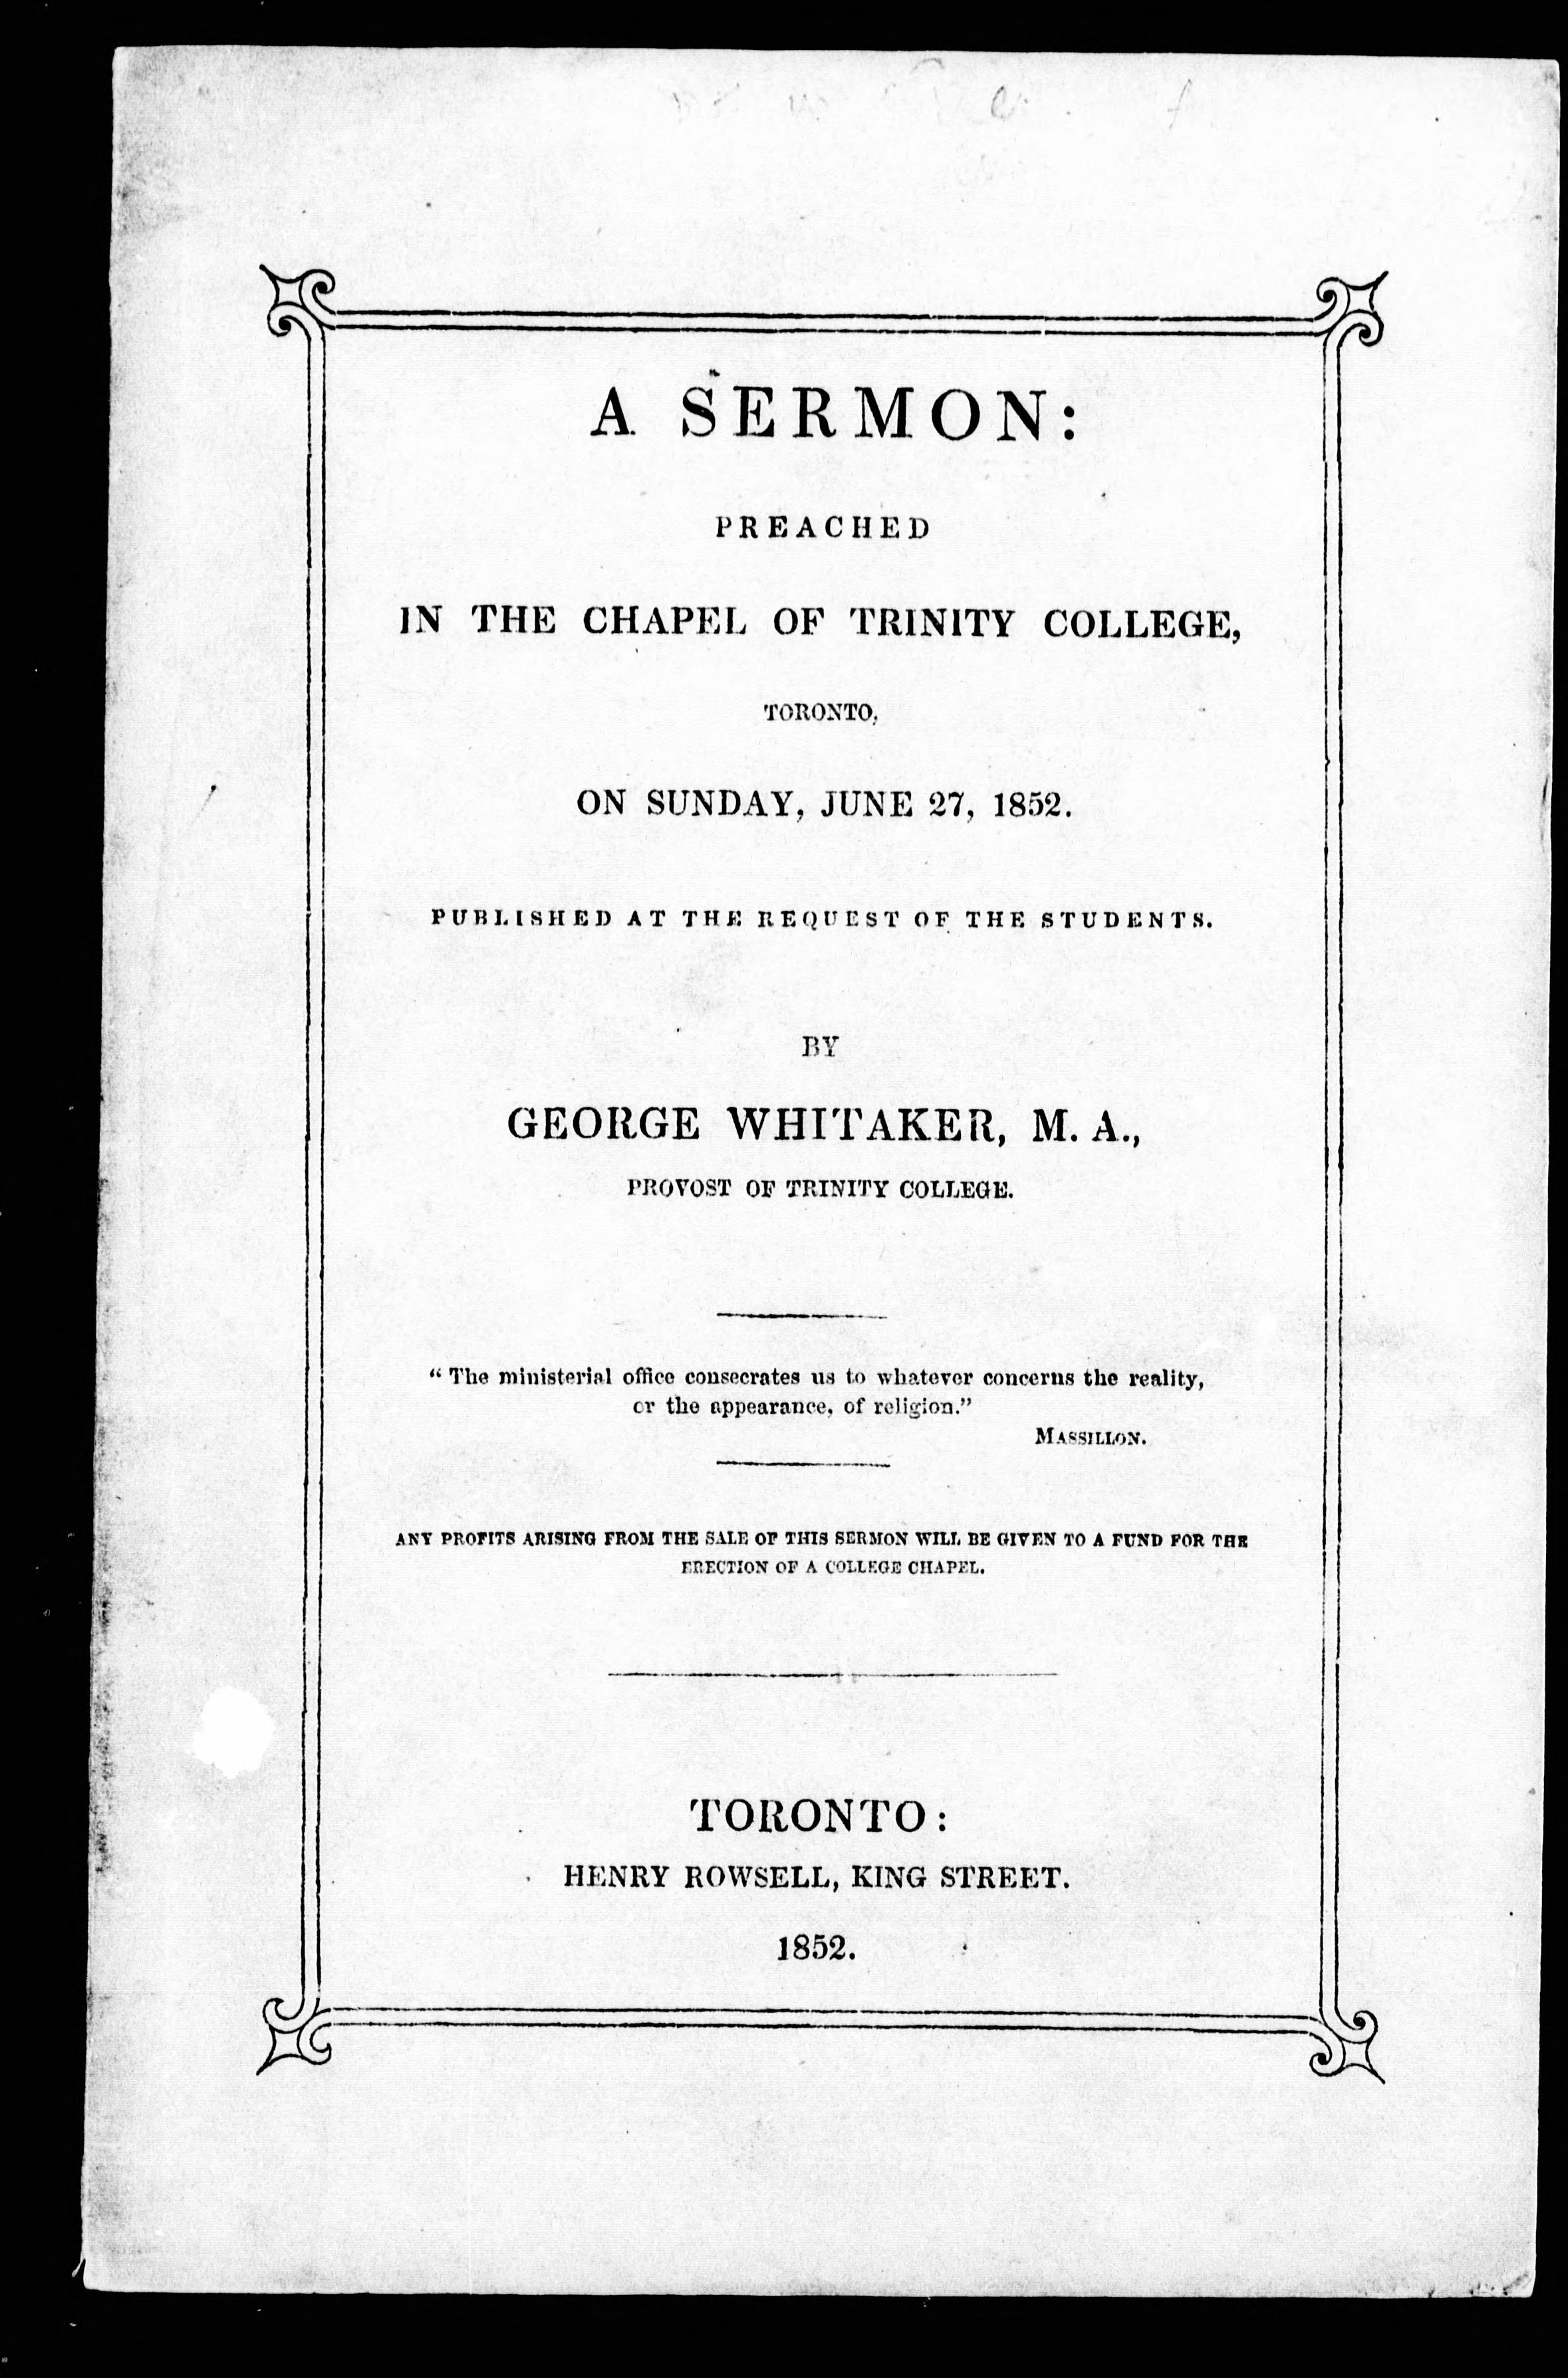 A SERMON:
PREACHED
IN THE CHAPEL OF TRINITY COLLEGE,
TORONTO,
ON SUNDAY, JUNE 27, 1852.
PUBLISHED AT THE REQUEST OF THE STUDENTS.
BY
GEORGE WHITAKER, M. A.,
PROVOST OF TRINITY COLLEGE.
“ The ministerial office consecrates us to whatever concerns the reality,
or the appearance, of religion.”
MASSILLON.
ANY PROFITS ARISING FROM THE SALE OF THIS SERMON WILL BE GIVEN TO A FUND FOR THE
ERECTION OF A COLLEGE CHAPEL.
TORONTO:
HENRY ROWSELL, KING STREET.
1852.